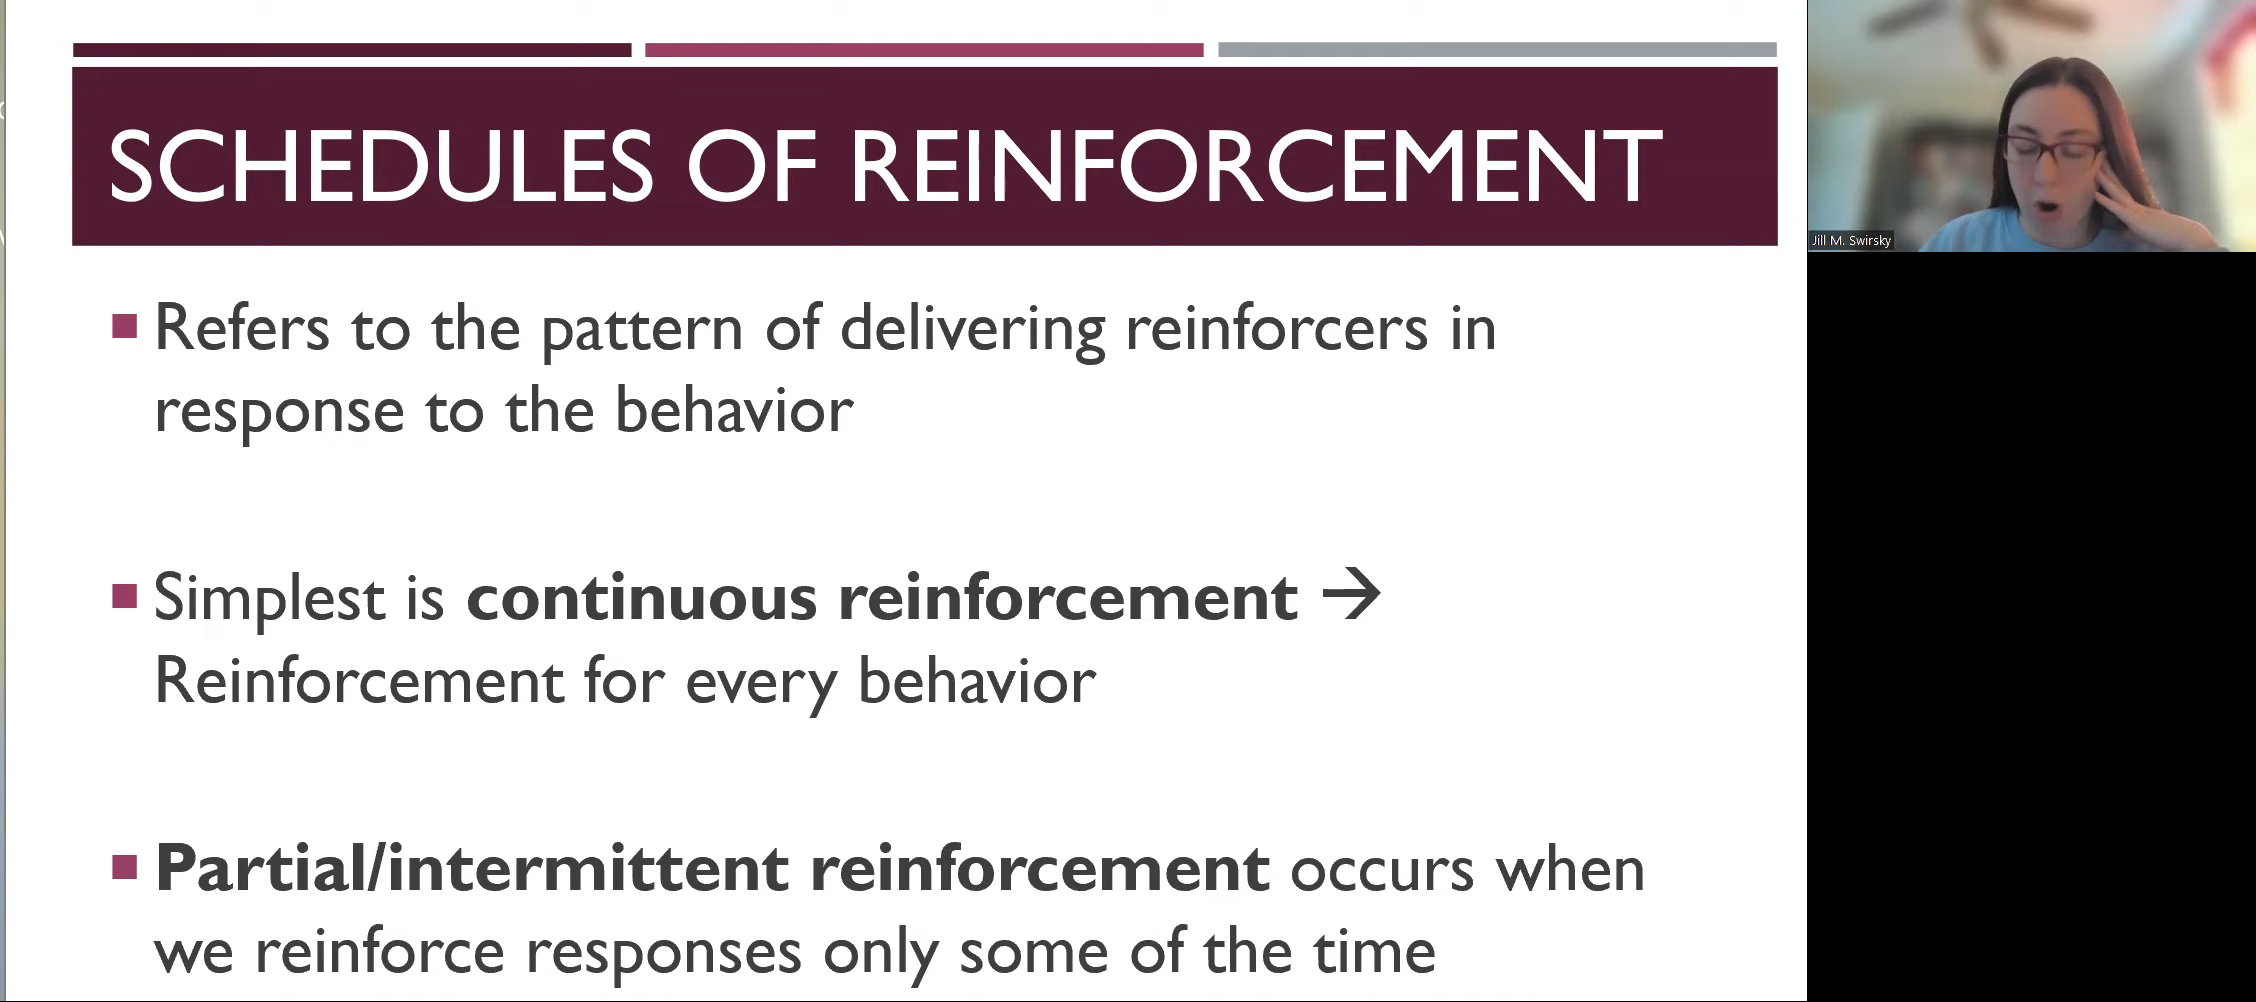 SCHEDULES OF REINFORCEMENT
Refers to the pattern of delivering reinforcers in
response to the behavior
Simplest is continuous reinforcement →
Reinforcement for every behavior
Partial/intermittent reinforcement occurs when
we reinforce responses only some of the time
Jill M. Swirsky